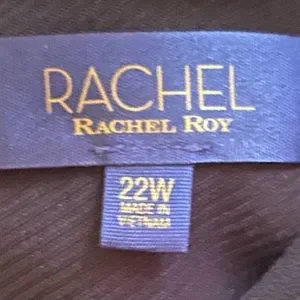 RACHEL
RACHEL ROY
22W
MADE IN
VIETNAM